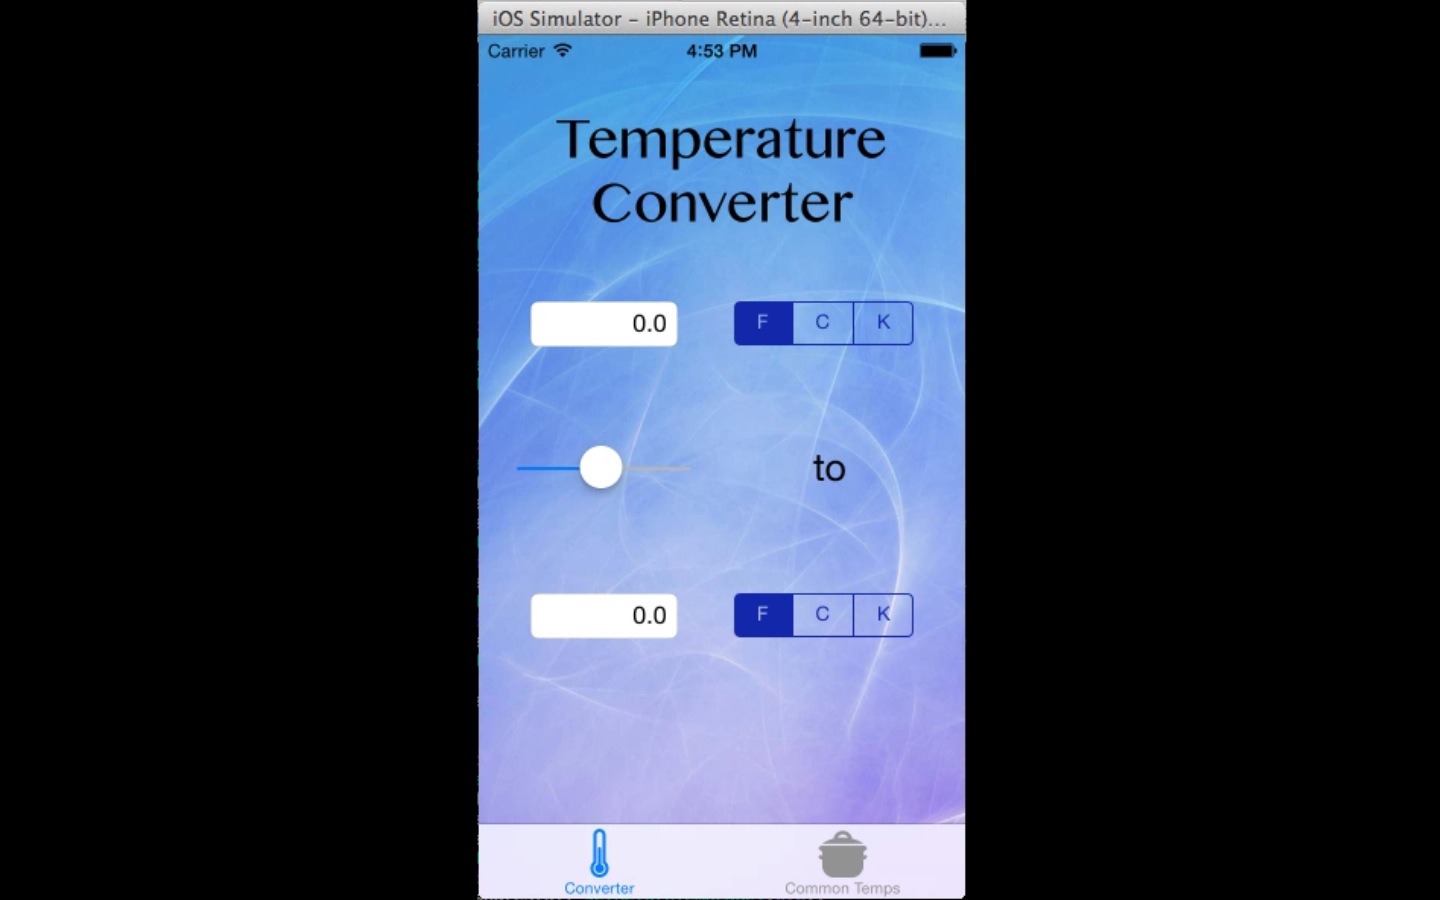 iOS Simulator – iPhone Retina (4-inch 64-bit)...
Carrier 4:53 PM
Temperature
Converter
0.0 F C K
to
0.0 F C K
Converter Common Temps